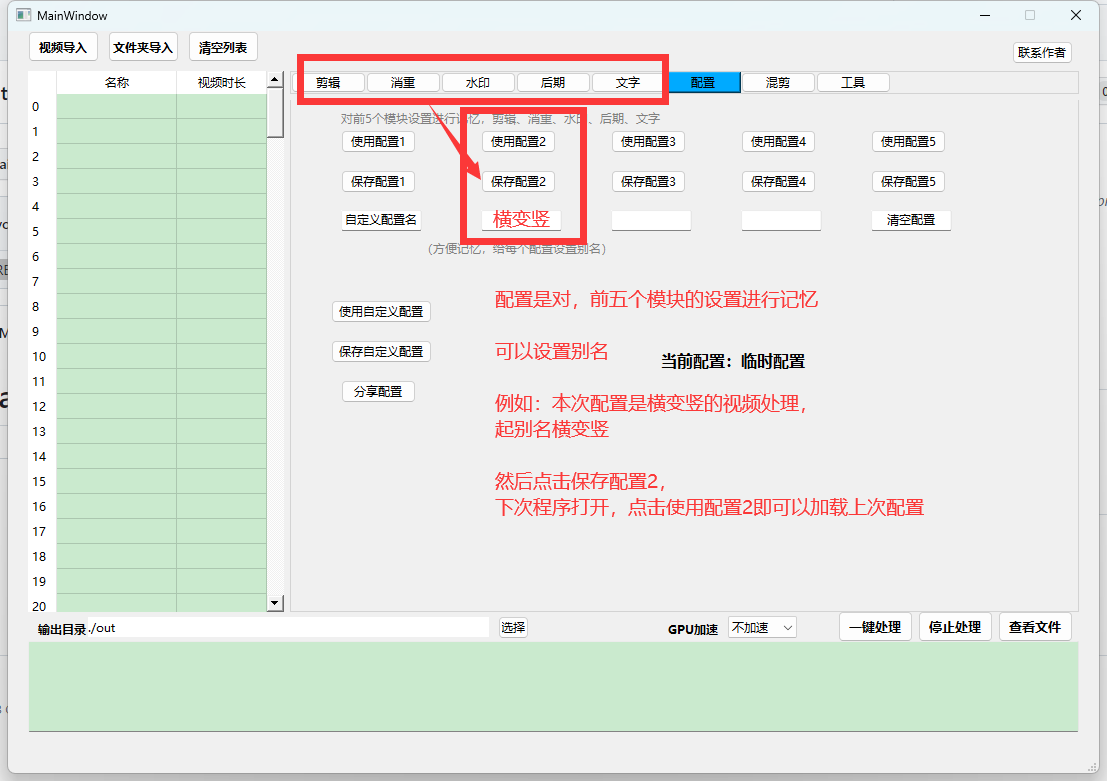 MainWindow
视频导入
文件夹导入
清空列表
联系作者
名称
视频时长
剪辑
消重
水印
后期
文字
配置
混剪
工具
0
1
2
3
4
5
6
7
8
9
10
11
12
13
14
15
16
17
18
19
20
对前5个模块设置进行记忆，剪辑、消重、水印、后期、文字
使用配置1
使用配置2
使用配置3
使用配置4
使用配置5
保存配置1
保存配置2
保存配置3
保存配置4
保存配置5
自定义配置名
横变竖
清空配置
(方便记忆，给每个配置设置别名)
配置是对，前五个模块的设置进行记忆
使用自定义配置
保存自定义配置
可以设置别名
当前配置：临时配置
分享配置
例如：本次配置是横变竖的视频处理，
起别名横变竖
然后点击保存配置2，
下次程序打开，点击使用配置2即可以加载上次配置
输出目录
./out
选择
GPU加速
不加速
一键处理
停止处理
查看文件